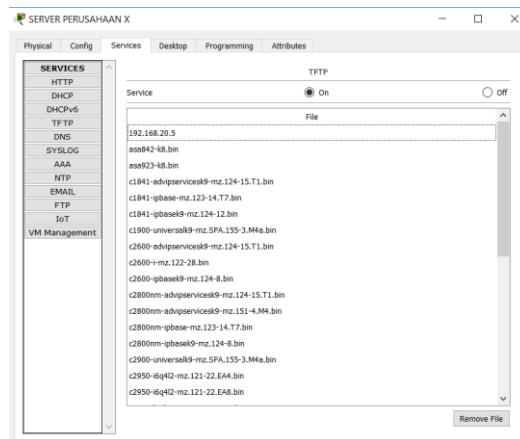 SERVER PERUSAHAAN X
Physical Config Services Desktop Programming Attributes
SERVICES
HTTP
DHCP
DHCPv6
TFTP
DNS
SYSLOG
AAA
NTP
EMAIL
FTP
IoT
VM Management
TFTP
Service On Off
File
192.168.20.5
asa842-k8.bin
asa923-k8.bin
c1841-advipservicesk9-mz.124-15.T1.bin
c1841-ipbase-mz.123-14.T7.bin
c1841-ipbasek9-mz.124-12.bin
c1900-universalk9-mz.SPA.155-3.M4a.bin
c2600-advipservicesk9-mz.124-15.T1.bin
c2600-i-mz.122-28.bin
c2600-ipbasek9-mz.124-8.bin
c2800nm-advipservicesk9-mz.124-15.T1.bin
c2800nm-advipservicesk9-mz.151-4.M4.bin
c2800nm-ipbase-mz.123-14.T7.bin
c2800nm-ipbasek9-mz.124-8.bin
c2900-universalk9-mz.SPA.155-3.M4a.bin
c2950-i6q4l2-mz.121-22.EA4.bin
c2950-i6q4l2-mz.121-22.EA8.bin
Remove File